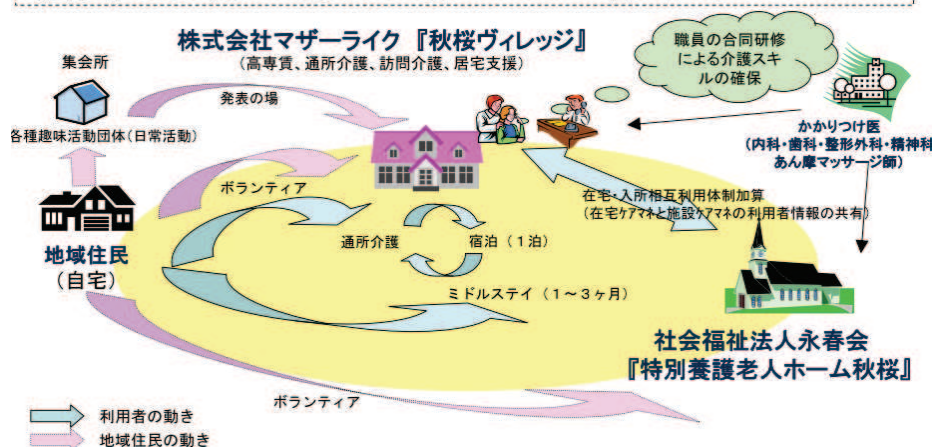 株式会社マザーライク『秋桜ヴィレッジ』
(高専賃、通所介護、訪問介護、居宅支援)
職員の合同研修
による介護スキ
ルの確保
集会所
発表の場
各種趣味活動団体(日常活動)
かかりつけ医
(内科・歯科・整形外科・精神科
あん摩マッサージ師)
ボランティア
在宅・入所相互利用体制加算
(在宅ケアマネと施設ケアマネの利用者情報の共有)
地域住民
(自宅)
通所介護
宿泊(1泊)
ミドルステイ(1～3ヶ月)
社会福祉法人永春会
『特別養護老人ホーム秋桜』
ボランティア
利用者の動き
地域住民の動き